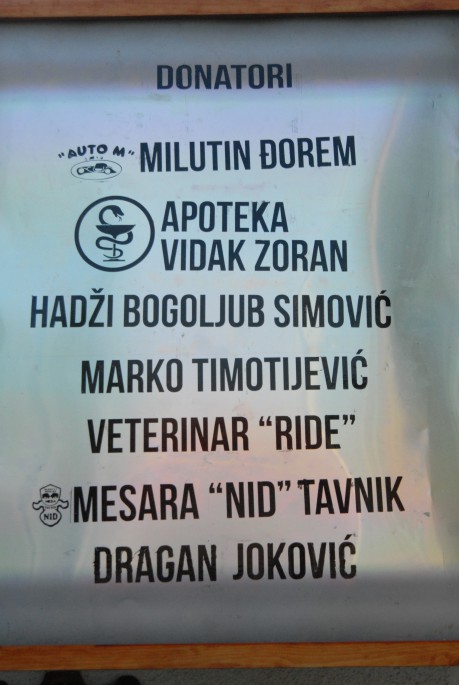 DONATORI
"AUTO M" MILUTIN ĐOREM
APOTEKA
VIDAK ZORAN
HADŽI BOGOLJUB SIMOVIĆ
MARKO TIMOTIJEVIĆ
VETERINAR “RIDE”
NID MESARA “NID” TAVNIK
DRAGAN JOKOVIĆ